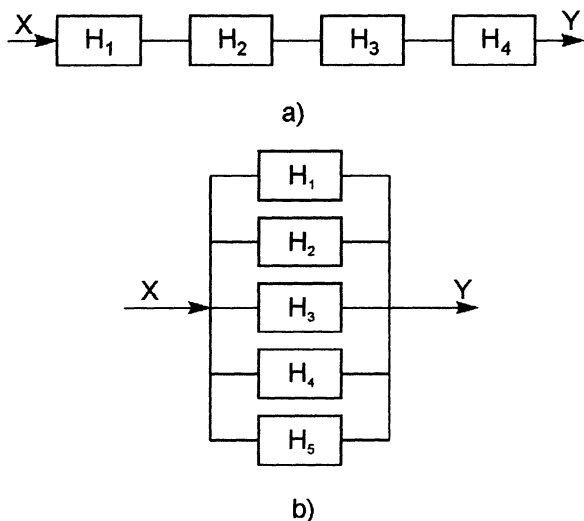 X H₁ H₂ H₃ H₄ Y
a)
H₁
H₂
X H₃ Y
H₄
H₅
b)